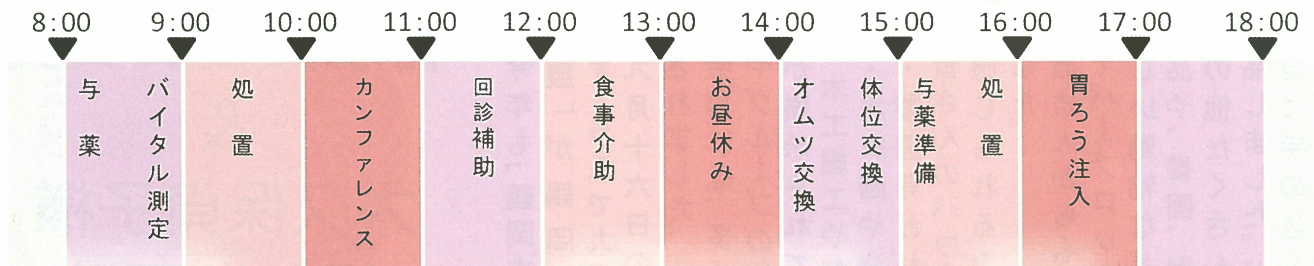 8:00 9:00 10:00 11:00 12:00 13:00 14:00 15:00 16:00 17:00 18:00
与薬
バイタル測定
処置
カンファレンス
回診補助
食事介助
お昼休み
オムツ交換
体位交換
与薬準備
処置
胃ろう注入